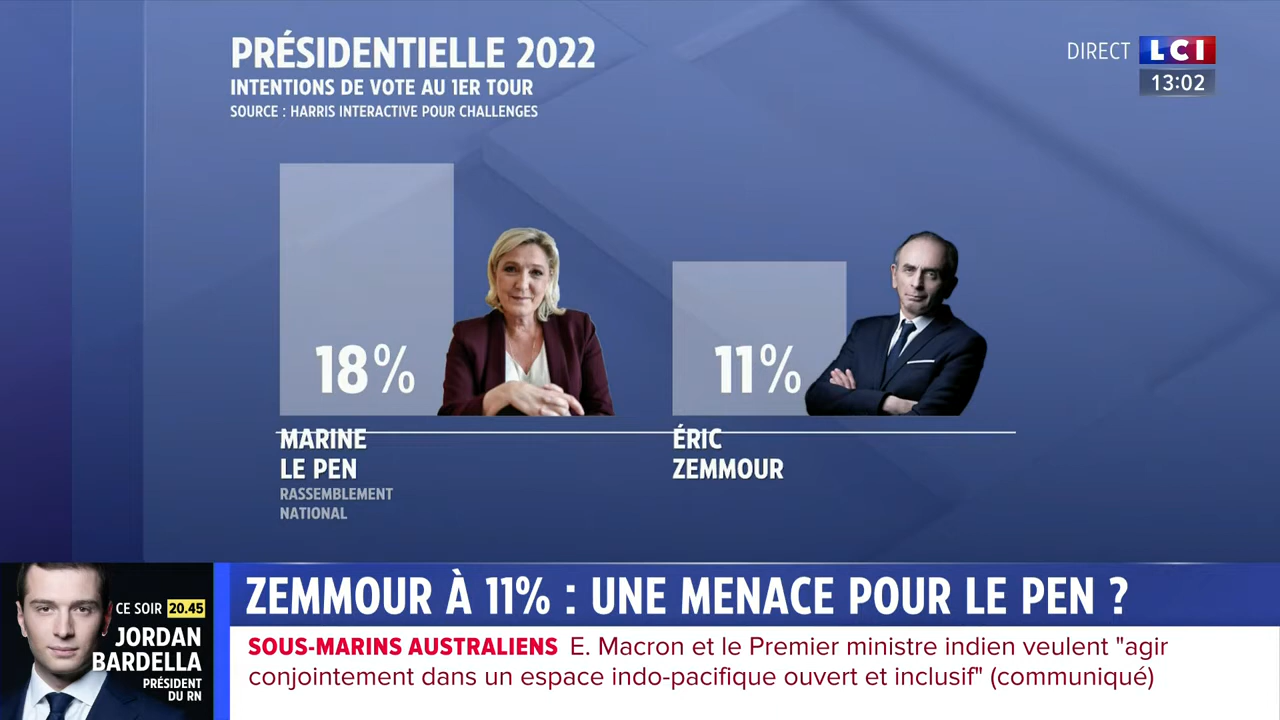 PRÉSIDENTIELLE 2022
INTENTIONS DE VOTE AU 1ER TOUR
SOURCE : HARRIS INTERACTIVE POUR CHALLENGES
DIRECT LCI
13:02
18%
11%
MARINE
LE PEN
RASSEMBLEMENT
NATIONAL
ÉRIC
ZEMMOUR
CE SOIR 20.45
JORDAN
BARDELLA
PRÉSIDENT
DU RN
ZEMMOUR À 11% : UNE MENACE POUR LE PEN ?
SOUS-MARINS AUSTRALIENS E. Macron et le Premier ministre indien veulent "agir
conjointement dans un espace indo-pacifique ouvert et inclusif" (communiqué)